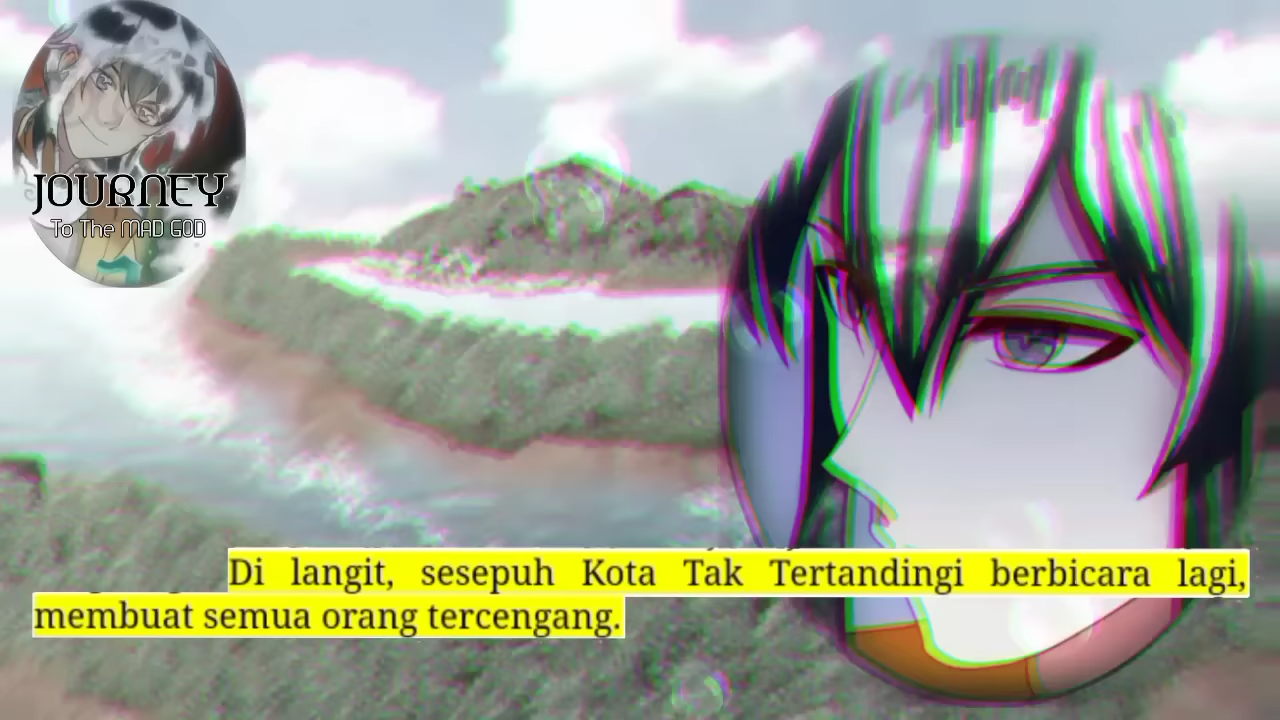 JOURNEY
To The MAD GOD
Di langit, sesepuh Kota Tak Tertandingi berbicara lagi,
membuat semua orang tercengang.